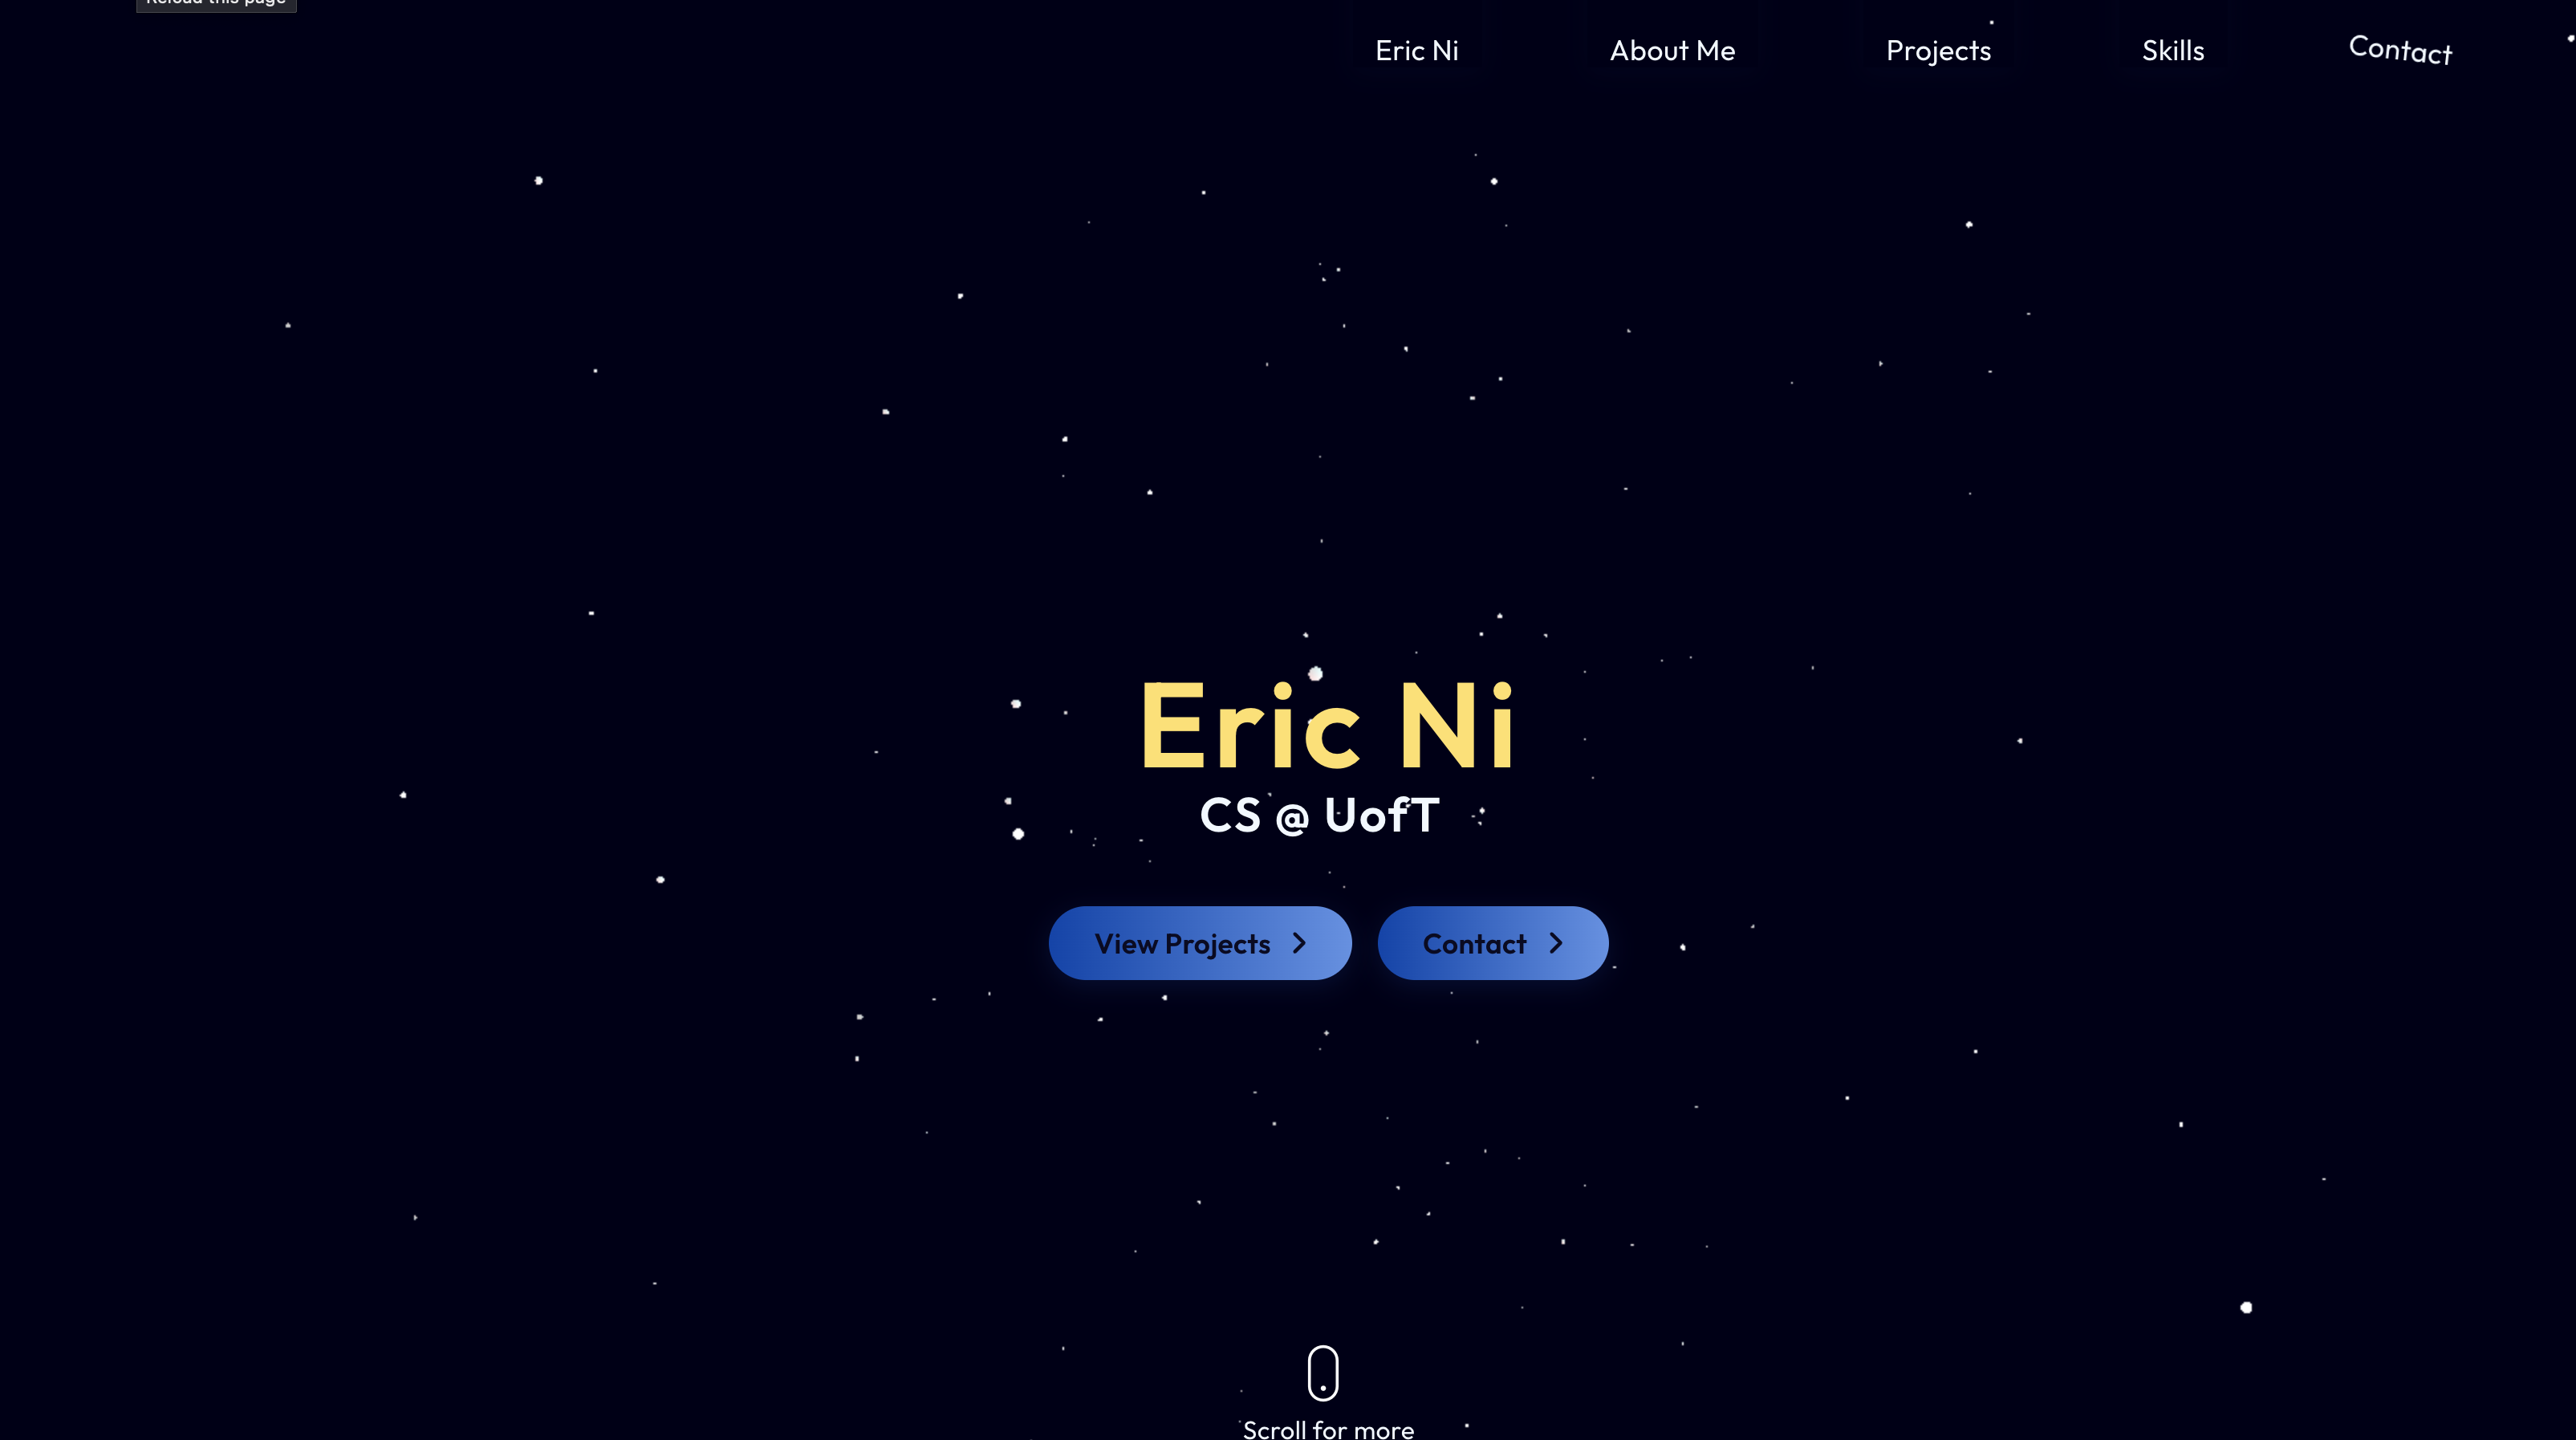 Reload this page
Eric Ni About Me Projects Skills Contact
Eric Ni
CS @ UofT
View Projects Contact
Scroll for more